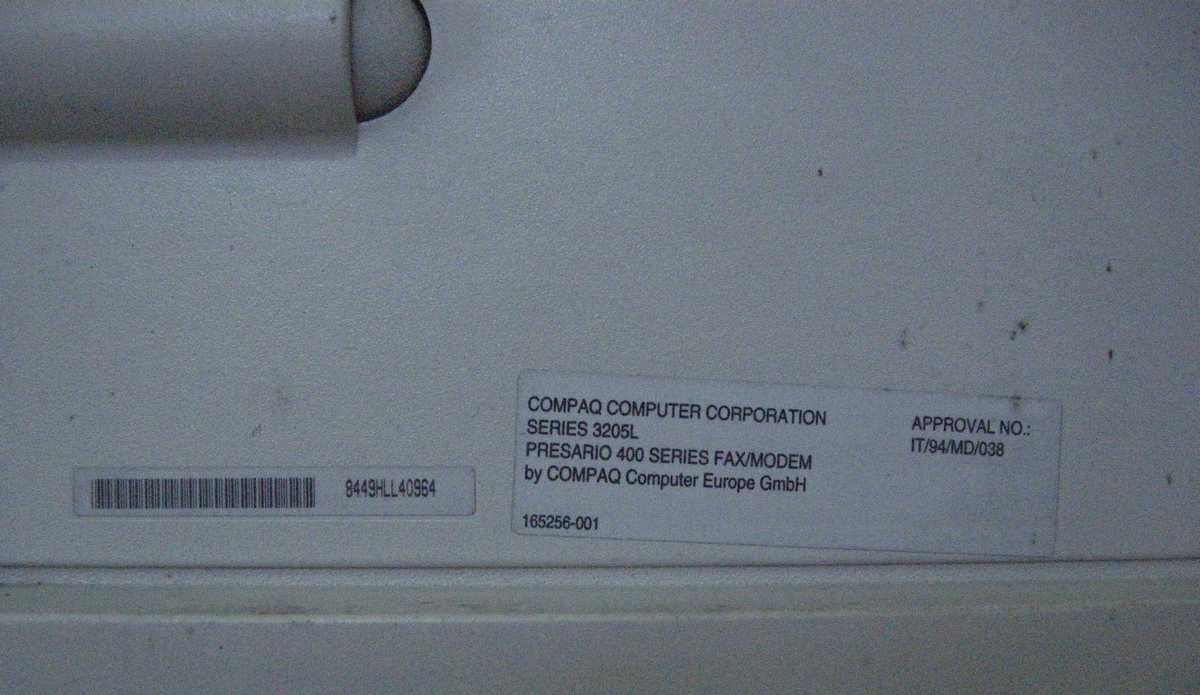 8449HLL40964
COMPAQ COMPUTER CORPORATION
SERIES 3205L
PRESARIO 400 SERIES FAX/MODEM
by COMPAQ Computer Europe GmbH
165256-001
APPROVAL NO.:
IT/94/MD/038